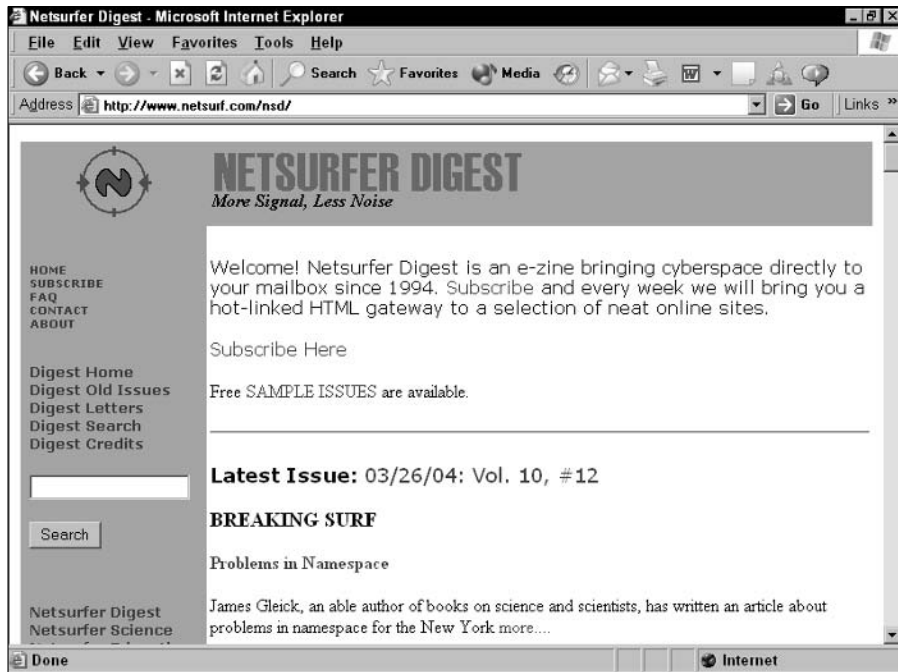 Netsurfer Digest - Microsoft Internet Explorer
File Edit View Favorites Tools Help
Back Search Favorites Media W
Address http://www.netsurf.com/nsd/ Go Links »
N
NETSURFER DIGEST
More Signal, Less Noise
HOME
SUBSCRIBE
FAQ
CONTACT
ABOUT
Digest Home
Digest Old Issues
Digest Letters
Digest Search
Digest Credits
Search
Netsurfer Digest
Netsurfer Science
Welcome! Netsurfer Digest is an e-zine bringing cyberspace directly to
your mailbox since 1994. Subscribe and every week we will bring you a
hot-linked HTML gateway to a selection of neat online sites.
Subscribe Here
Free SAMPLE ISSUES are available.
Latest Issue: 03/26/04: Vol. 10, #12
BREAKING SURF
Problems in Namespace
James Gleick, an able author of books on science and scientists, has written an article about
problems in namespace for the New York more....
Done Internet